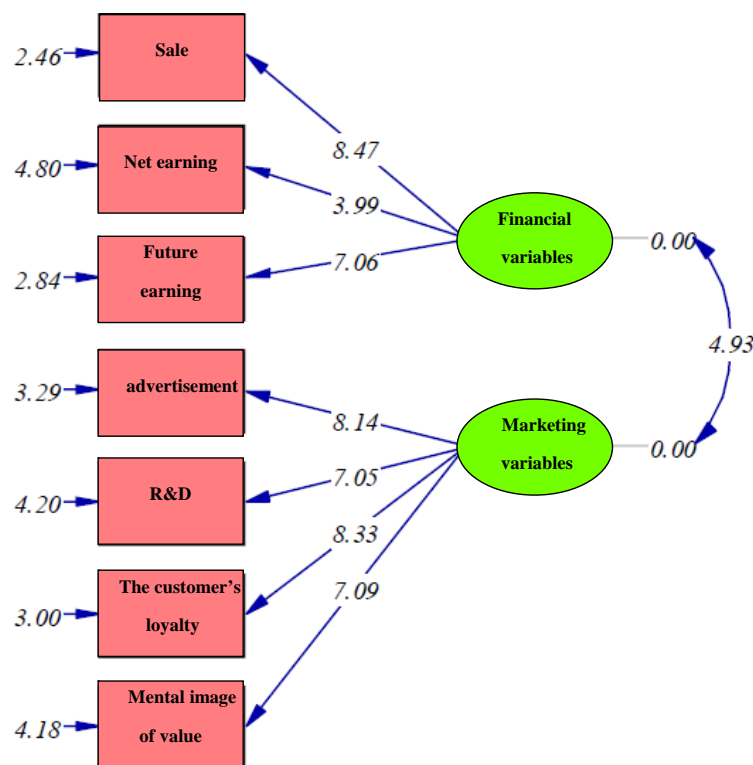 2.46
Sale
8.47
4.80
Net earning
3.99
Financial
variables
0.00
2.84
Future
earning
7.06
4.93
3.29
advertisement
8.14
Marketing
variables
0.00
4.20
R&D
7.05
8.33
3.00
The customer's
loyalty
7.09
4.18
Mental image
of value